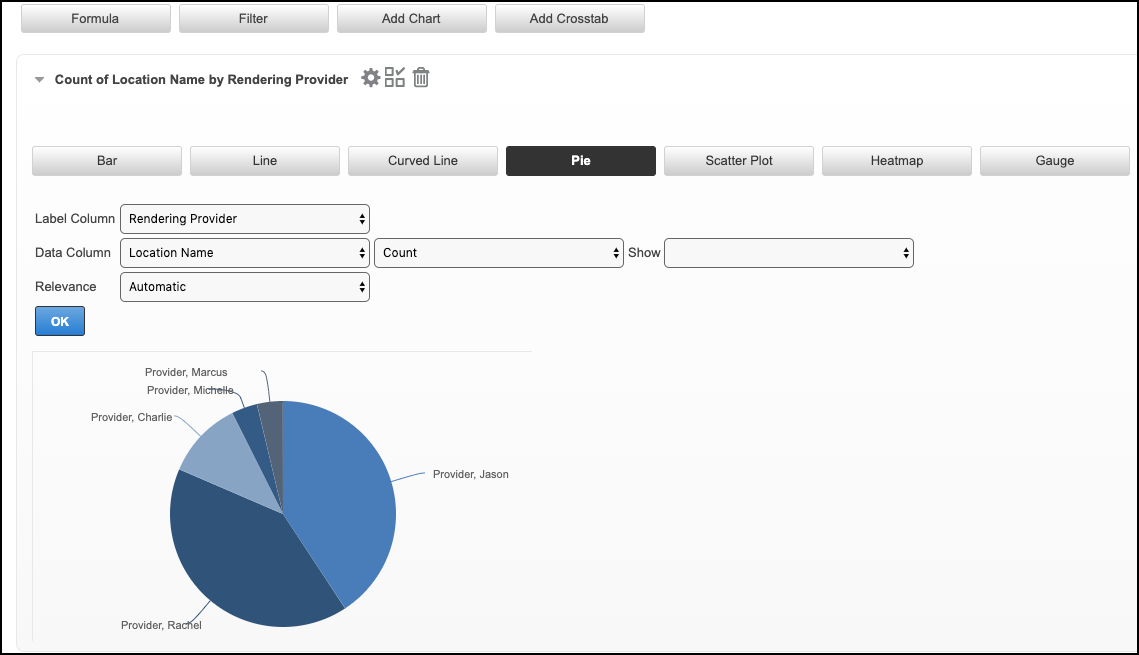 Formula Filter Add Chart Add Crosstab
Count of Location Name by Rendering Provider
Bar Line Curved Line Pie Scatter Plot Heatmap Gauge
Label Column Rendering Provider
Data Column Location Name Count Show
Relevance Automatic
OK
Provider, Marcus
Provider, Michelle
Provider, Charlie
Provider, Jason
Provider, Rachel